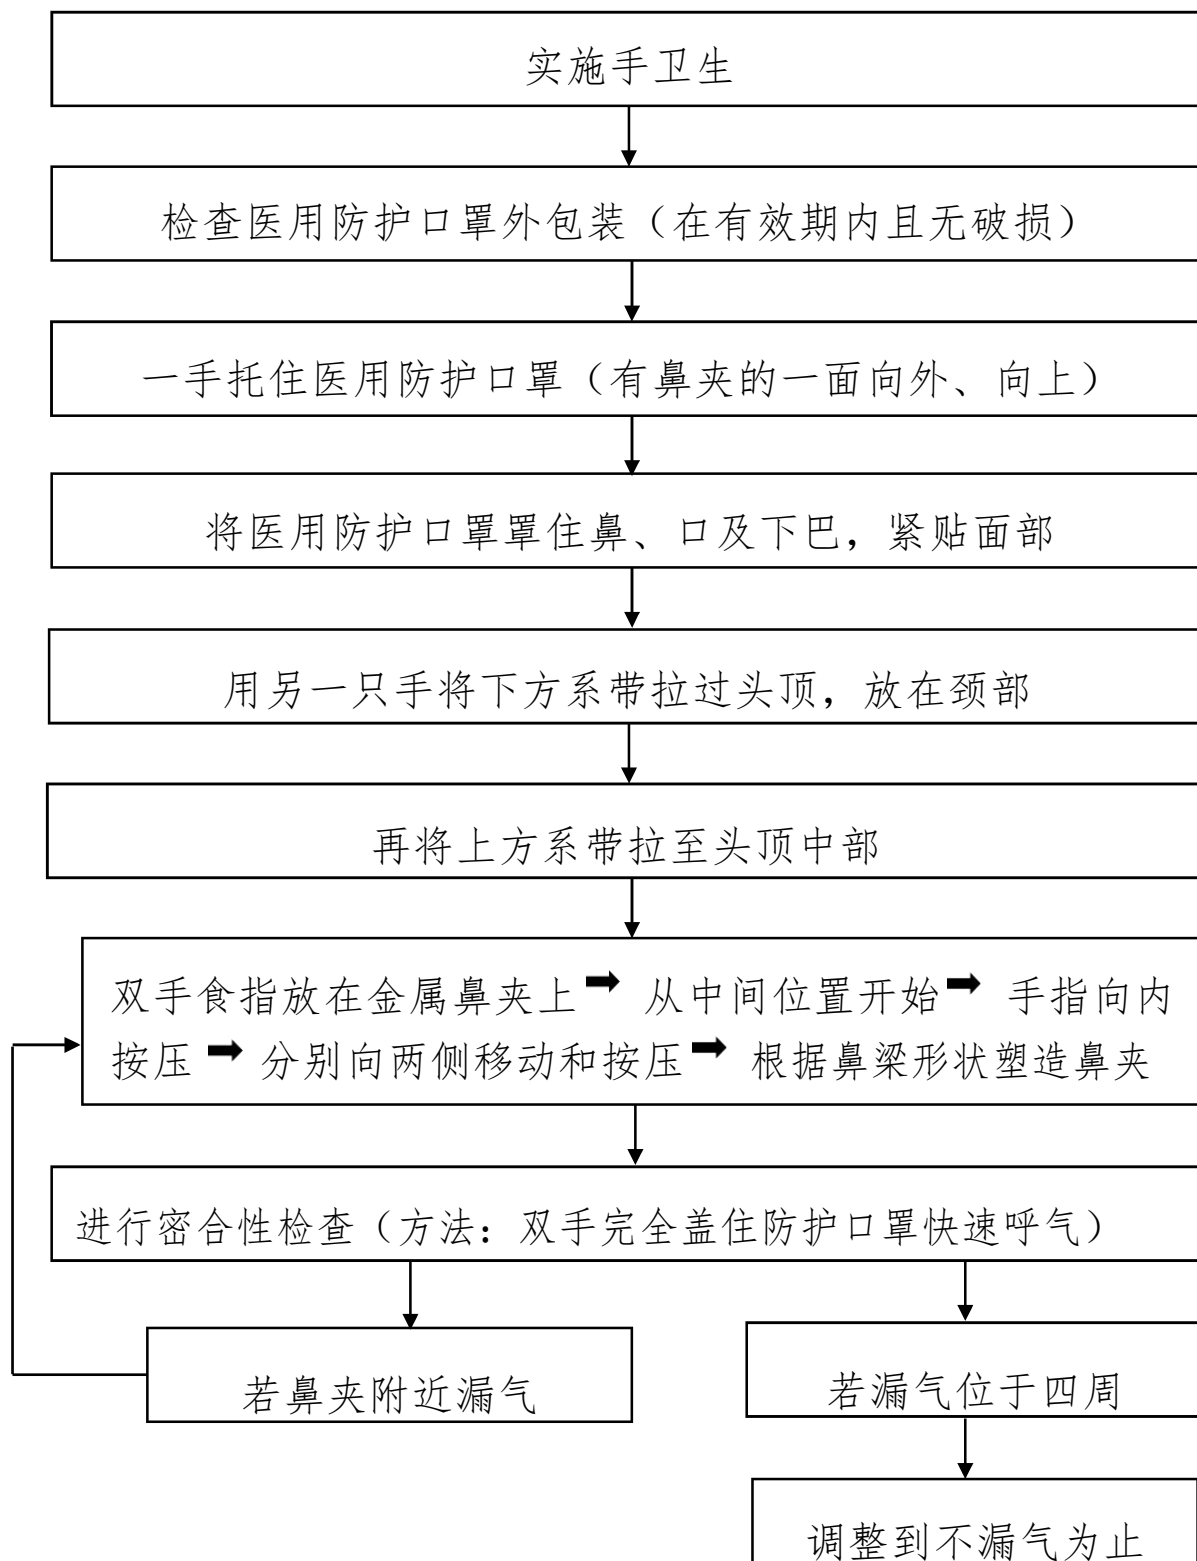 实施手卫生
检查医用防护口罩外包装（在有效期内且无破损）
一手托住医用防护口罩（有鼻夹的一面向外、向上）
将医用防护口罩罩住鼻、口及下巴，紧贴面部
用另一只手将下方系带拉过头顶，放在颈部
再将上方系带拉至头顶中部
双手食指放在金属鼻夹上➡ 从中间位置开始➡ 手指向内
按压➡ 分别向两侧移动和按压➡ 根据鼻梁形状塑造鼻夹
进行密合性检查（方法：双手完全盖住防护口罩快速呼气）
若鼻夹附近漏气
若漏气位于四周
调整到不漏气为止